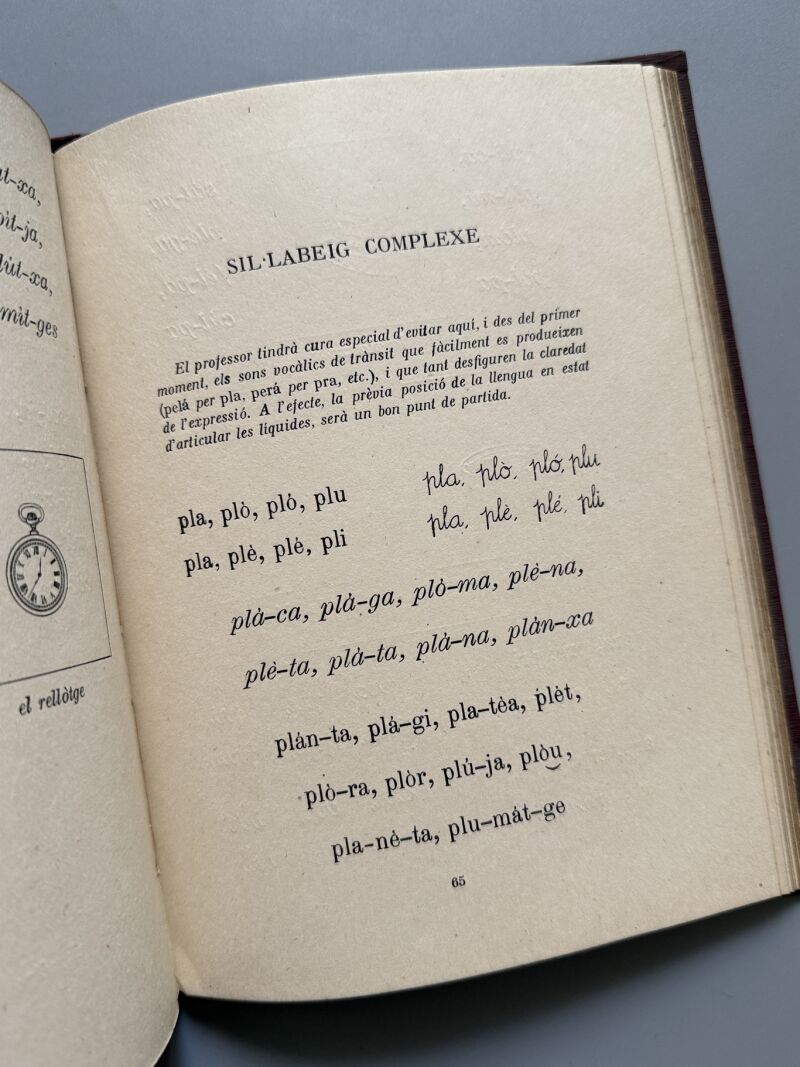 út-xa,
mit-ges
el rellòtge
SIL·LABEIG COMPLEXE
El professor tindrà cura especial d'evitar aquí, i des del primer
moment, els sons vocàlics de trànsit que fàcilment es produeixen
(pelá per pla, perá per pra, etc.), i que tant desfiguren la claredat
de l'expressió. A l'efecte, la prèvia posició de la llengua en estat
d'articular les líquides, serà un bon punt de partida.
pla, plò, pló, plu
pla, plè, plé, pli
pla, plò, pló, plu
pla, plè, plé, pli
plà-ca, plà-ga, plò-ma, plè-na,
plè-ta, plà-ta, plà-na, plàn-xa
plán-ta, plá-gi, pla-tèa, plèt,
plò-ra, plòr, plú-ja, plòu,
pla-nè-ta, plu-mát-ge
65